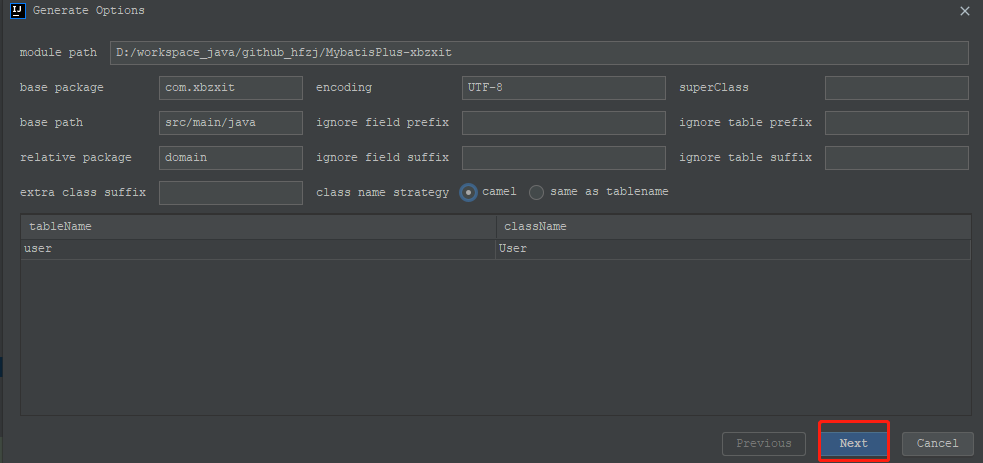 IJ Generate Options
module path D:/workspace_java/github_hfzj/MybatisPlus-xbzxit
base package com.xbzxit encoding UTF-8 superClass
base path src/main/java ignore field prefix ignore table prefix
relative package domain ignore field suffix ignore table suffix
extra class suffix class name strategy camel same as tablename
tableName className
user User
Previous Next Cancel